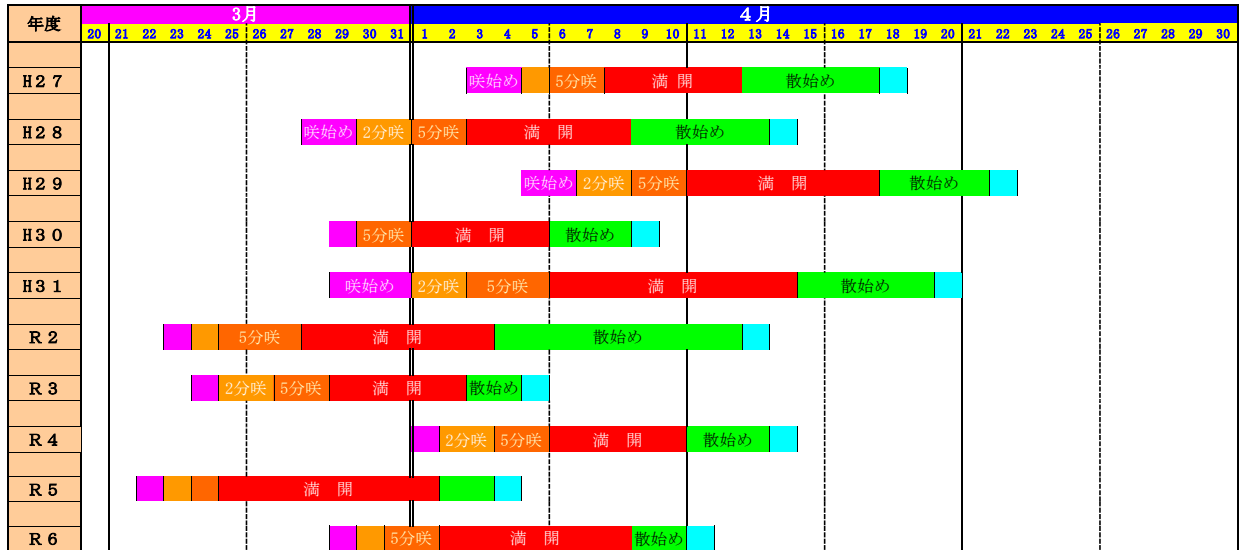 年度 3月 4月
20 21 22 23 24 25 26 27 28 29 30 31 1 2 3 4 5 6 7 8 9 10 11 12 13 14 15 16 17 18 19 20 21 22 23 24 25 26 27 28 29 30
H27 咲始め 5分咲 満 開 散始め
H28 咲始め 2分咲 5分咲 満 開 散始め
H29 咲始め 2分咲 5分咲 満 開 散始め
H30 5分咲 満 開 散始め
H31 咲始め 2分咲 5分咲 満 開 散始め
R2 5分咲 満 開 散始め
R3 2分咲 5分咲 満 開 散始め
R4 2分咲 5分咲 満 開 散始め
R5 満 開
R6 5分咲 満 開 散始め